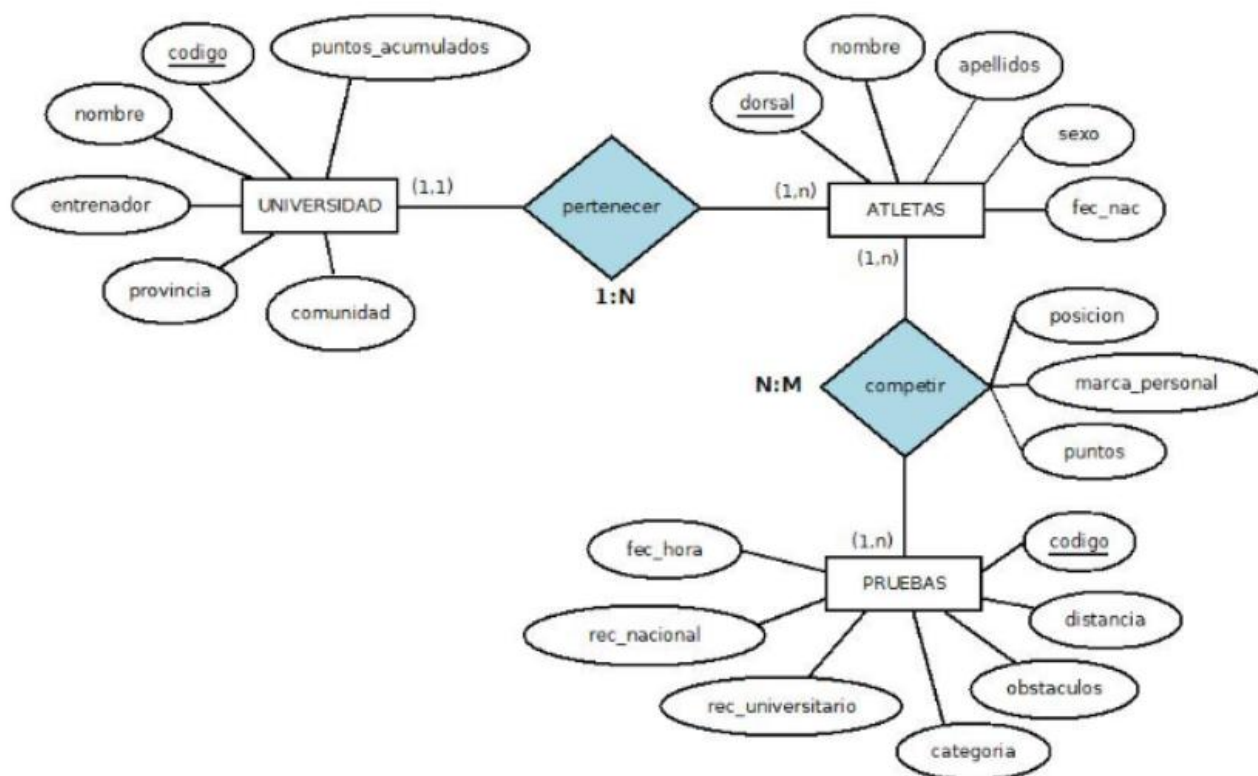 codigo
puntos_acumulados
nombre
entrenador
UNIVERSIDAD
provincia
comunidad
(1,1)
pertenecer
1:N
(1,n)
nombre
apellidos
dorsal
sexo
ATLETAS
fec_nac
(1,n)
posicion
N:M
competir
marca_personal
puntos
(1,n)
fec_hora
codigo
PRUEBAS
rec_nacional
distancia
rec_universitario
obstaculos
categoria